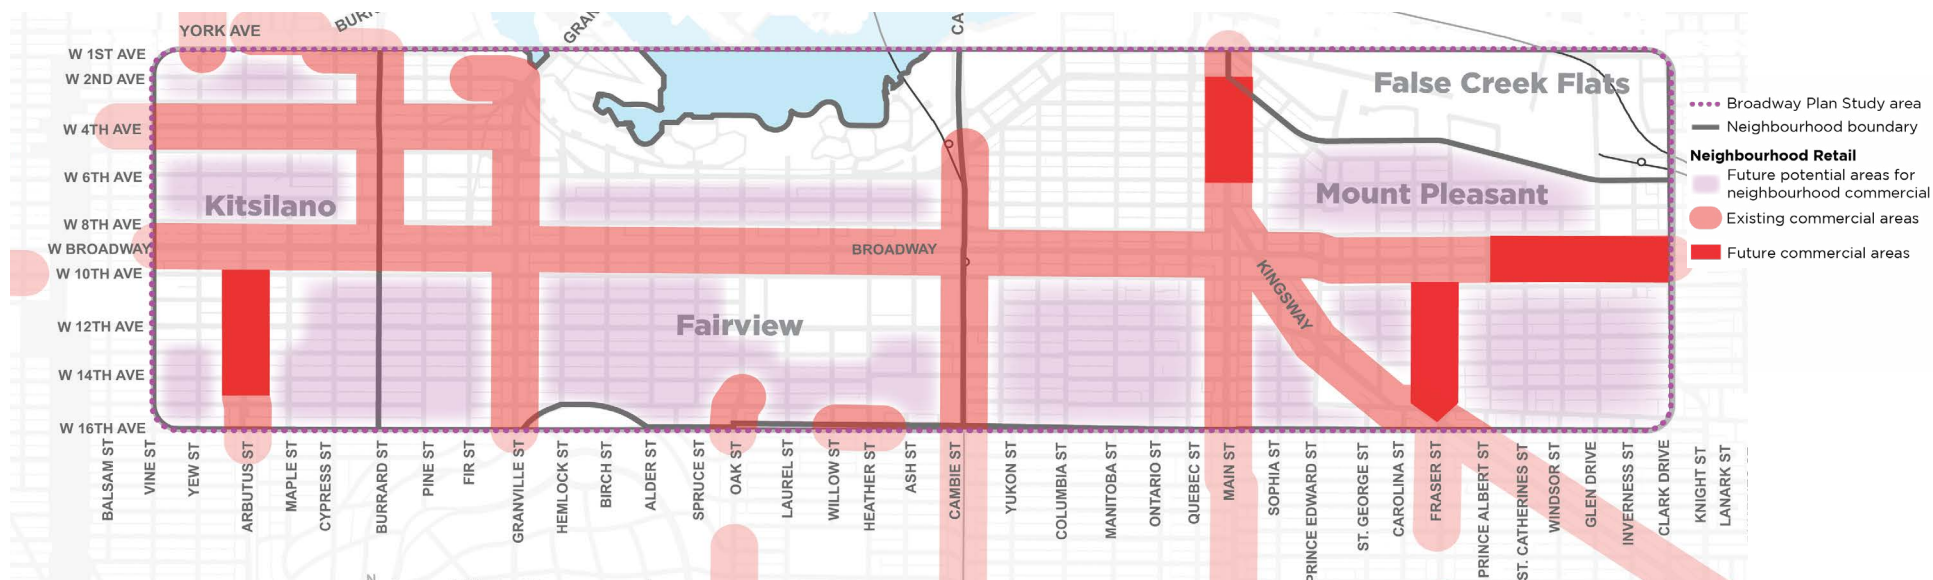 YORK AVE
BURR
GRAN
CA
W 1ST AVE
W 2ND AVE
W 4TH AVE
W 6TH AVE
W 8TH AVE
W BROADWAY
W 10TH AVE
W 12TH AVE
W 14TH AVE
W 16TH AVE
False Creek Flats
Kitsilano
Mount Pleasant
BROADWAY
KINGSWAY
Fairview
Broadway Plan Study area
Neighbourhood boundary
Neighbourhood Retail
Future potential areas for
neighbourhood commercial
Existing commercial areas
Future commercial areas
BALSAM ST
VINE ST
YEW ST
ARBUTUS ST
MAPLE ST
CYPRESS ST
BURRARD ST
PINE ST
FIR ST
GRANVILLE ST
HEMLOCK ST
BIRCH ST
ALDER ST
SPRUCE ST
OAK ST
LAUREL ST
WILLOW ST
HEATHER ST
ASH ST
CAMBIE ST
YUKON ST
COLUMBIA ST
MANITOBA ST
ONTARIO ST
QUEBEC ST
MAIN ST
SOPHIA ST
PRINCE EDWARD ST
ST. GEORGE ST
CAROLINA ST
FRASER ST
PRINCE ALBERT ST
ST. CATHERINES ST
WINDSOR ST
GLEN DRIVE
INVERNESS ST
CLARK DRIVE
KNIGHT ST
LANARK ST